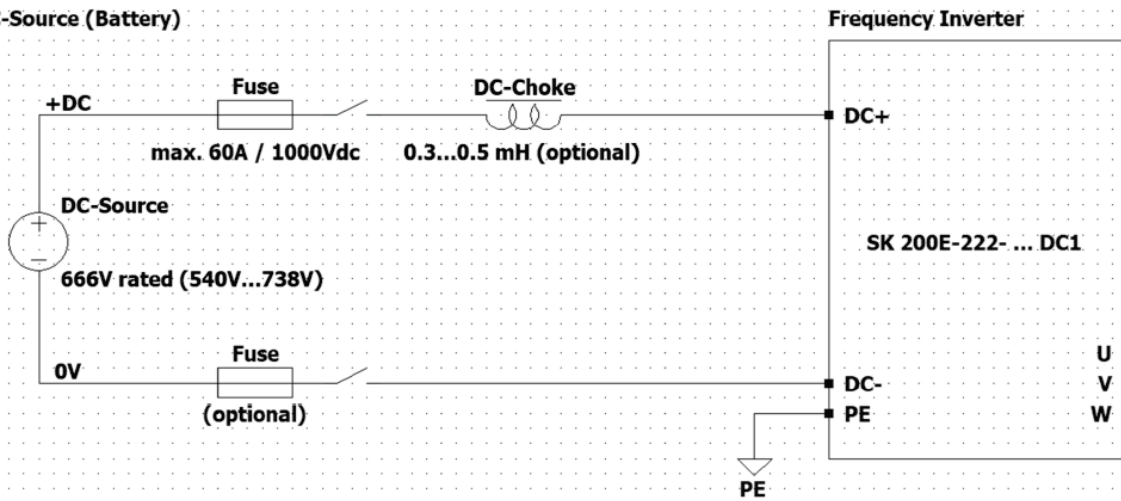 -Source (Battery)
Frequency Inverter
Fuse
DC-Choke
+DC
DC+
max. 60A / 1000Vdc
0.3...0.5 mH (optional)
DC-Source
+
SK 200E-222- ... DC1
−
666V rated (540V...738V)
Fuse
U
0V
DC-
V
(optional)
PE
W
PE